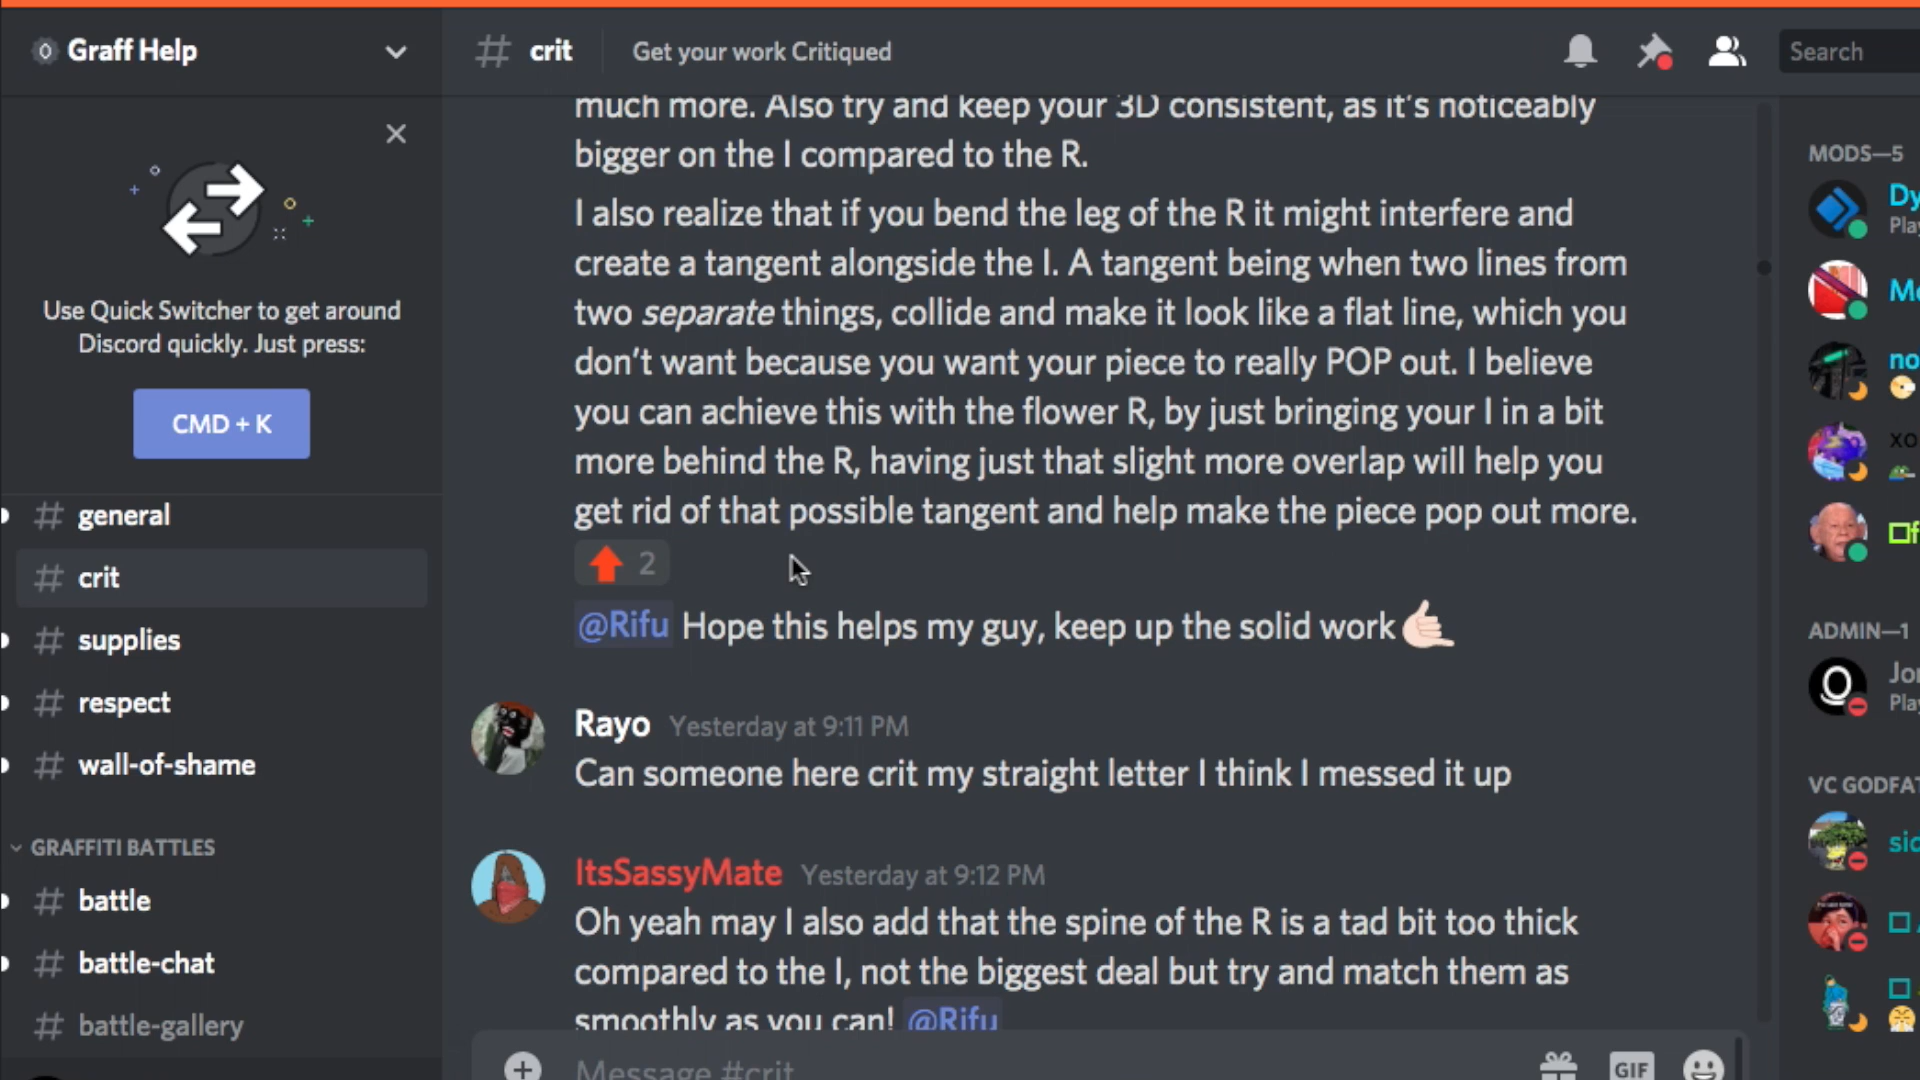 Graff Help
crit
Get your work Critiqued
Search
Use Quick Switcher to get around
Discord quickly. Just press:
CMD + K
general
crit
supplies
respect
wall-of-shame
GRAFFITI BATTLES
battle
battle-chat
battle-gallery
much more. Also try and keep your 3D consistent, as it's noticeably
bigger on the I compared to the R.
I also realize that if you bend the leg of the R it might interfere and
create a tangent alongside the I. A tangent being when two lines from
two separate things, collide and make it look like a flat line, which you
don't want because you want your piece to really POP out. I believe
you can achieve this with the flower R, by just bringing your I in a bit
more behind the R, having just that slight more overlap will help you
get rid of that possible tangent and help make the piece pop out more.
2
@Rifu Hope this helps my guy, keep up the solid work
Rayo Yesterday at 9:11 PM
Can someone here crit my straight letter I think I messed it up
ItsSassyMate Yesterday at 9:12 PM
Oh yeah may I also add that the spine of the R is a tad bit too thick
compared to the I, not the biggest deal but try and match them as
smoothly as you can! @Rifu
Message #crit
GIF
MODS—5
Dy
Pla
no
xo
ADMIN—1
Jo
Pla
VC GODFAT
sic